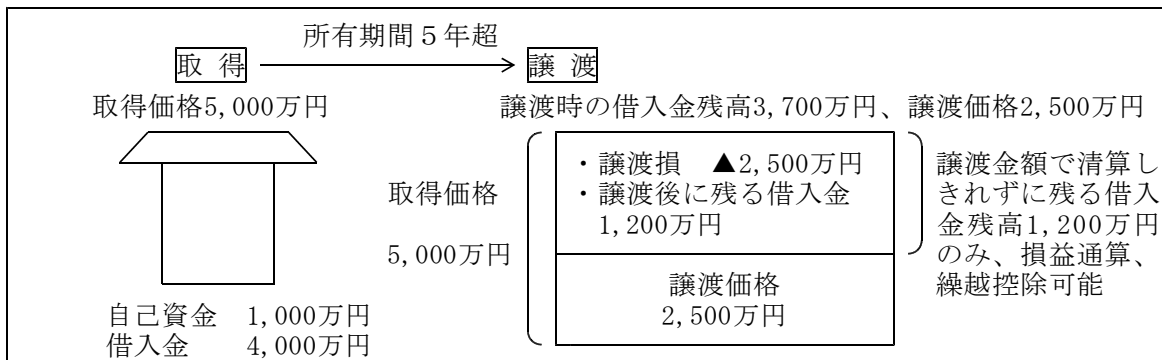 所有期間５年超
取 得
譲 渡
取得価格5,000万円
譲渡時の借入金残高3,700万円、譲渡価格2,500万円
取得価格
5,000万円
・譲渡損　▲2,500万円
・譲渡後に残る借入金
1,200万円
譲渡価格
2,500万円
譲渡金額で清算し
きれずに残る借入
金残高1,200万円
のみ、損益通算、
繰越控除可能
自己資金　1,000万円
借入金　　4,000万円